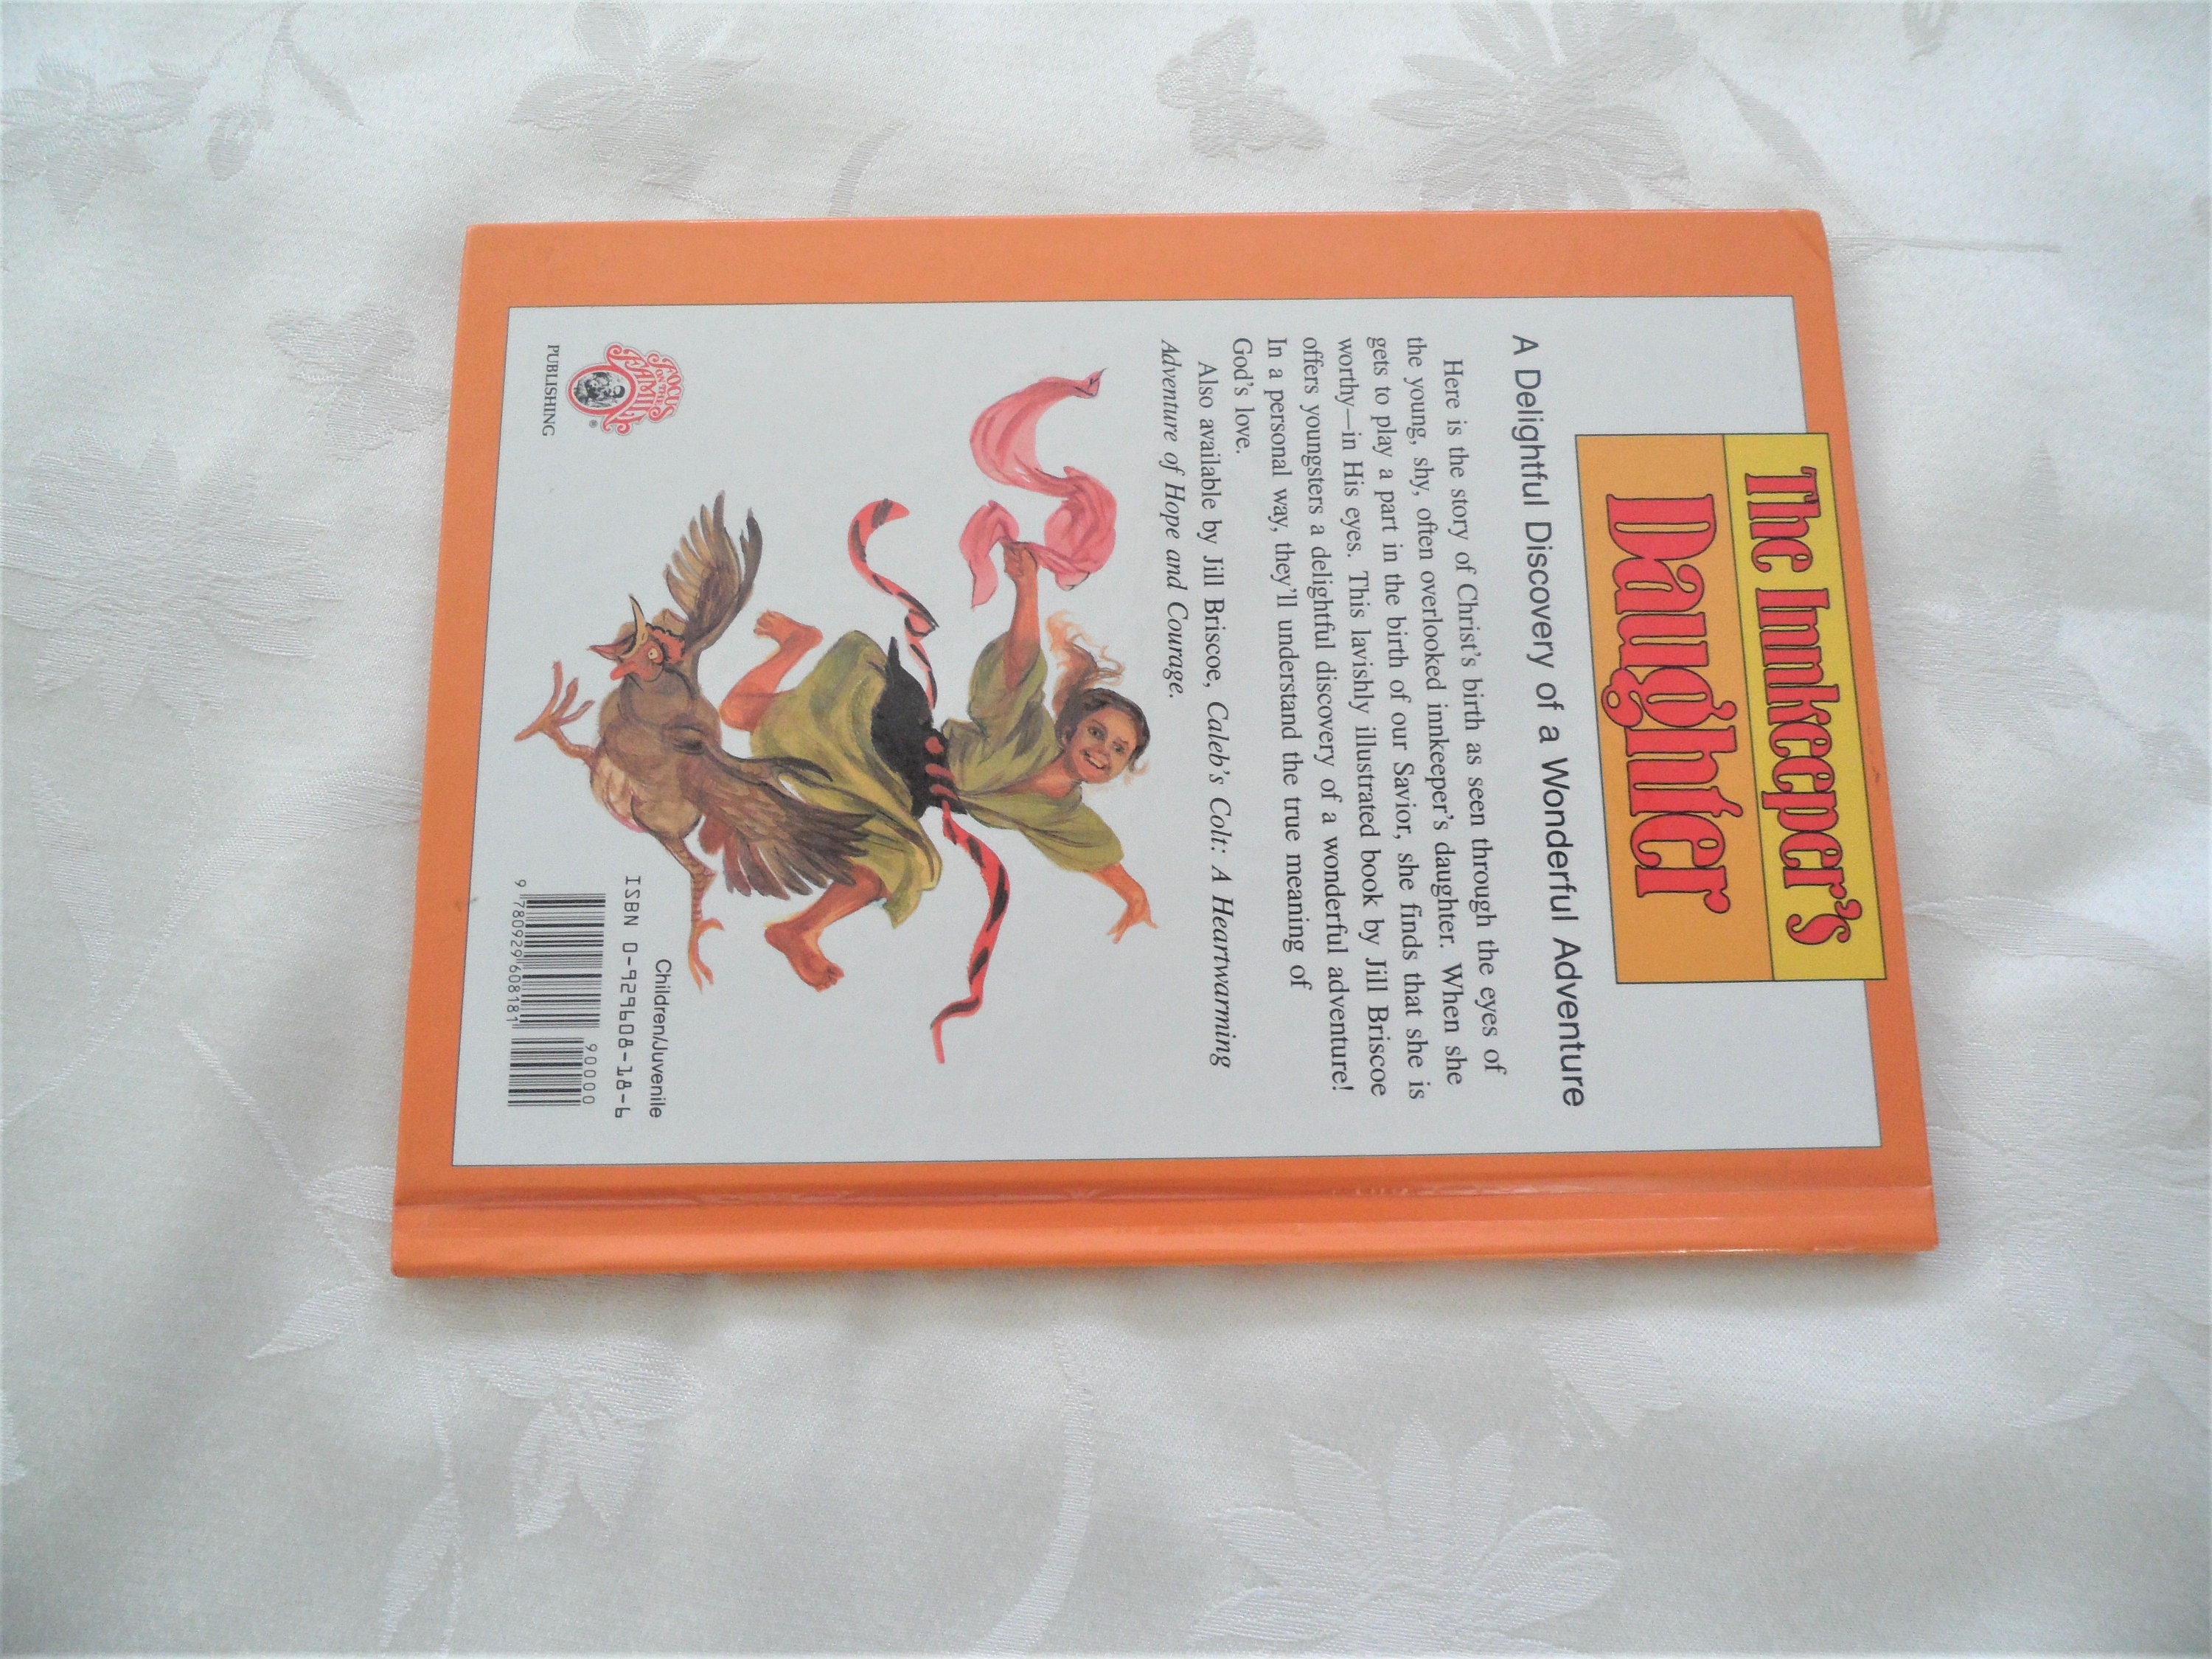 The Innkeeper's
Daughter
A Delightful Discovery of a Wonderful Adventure
Here is the story of Christ's birth as seen through the eyes of
the young, shy, often overlooked innkeeper's daughter. When she
gets to play a part in the birth of our Savior, she finds that she is
worthy—in His eyes. This lavishly illustrated book by Jill Briscoe
offers youngsters a delightful discovery of a wonderful adventure!
In a personal way, they'll understand the true meaning of
God's love.
Also available by Jill Briscoe, Caleb's Colt: A Heartwarming
Adventure of Hope and Courage.
FOCUS
ON THE
FAMILY
®
PUBLISHING
Children/Juvenile
ISBN 0-929608-18-6
90000
9 780929 608181